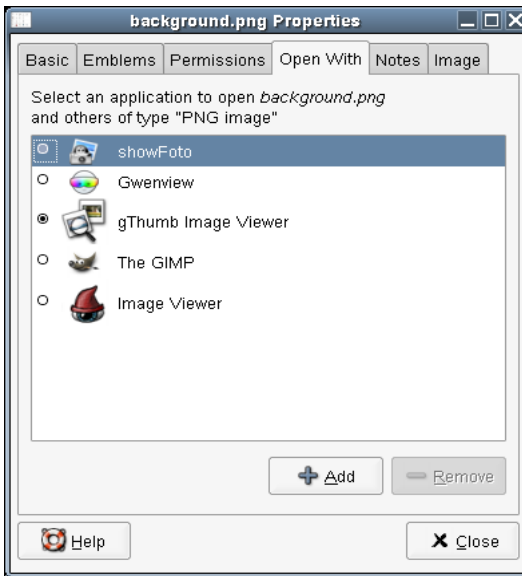 background.png Properties
Basic Emblems Permissions Open With Notes Image
Select an application to open background.png
and others of type "PNG image"
showFoto
Gwenview
gThumb Image Viewer
The GIMP
Image Viewer
Add Remove
Help Close